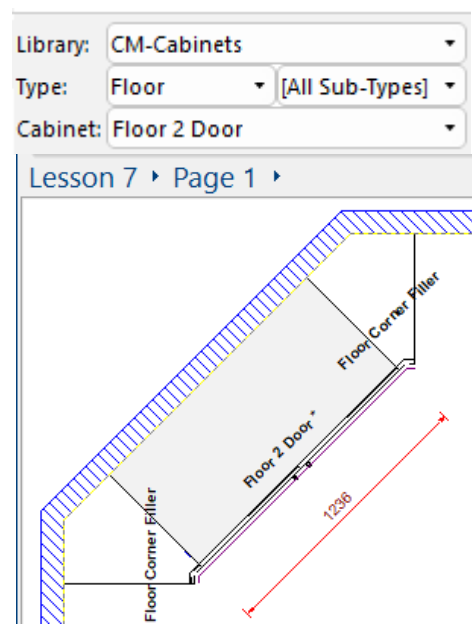 Library: CM-Cabinets
Type: Floor [All Sub-Types]
Cabinet: Floor 2 Door
Lesson 7 Page 1
Floor Corner Filler
Floor 2 Door *
1236
Floor Corner Filler